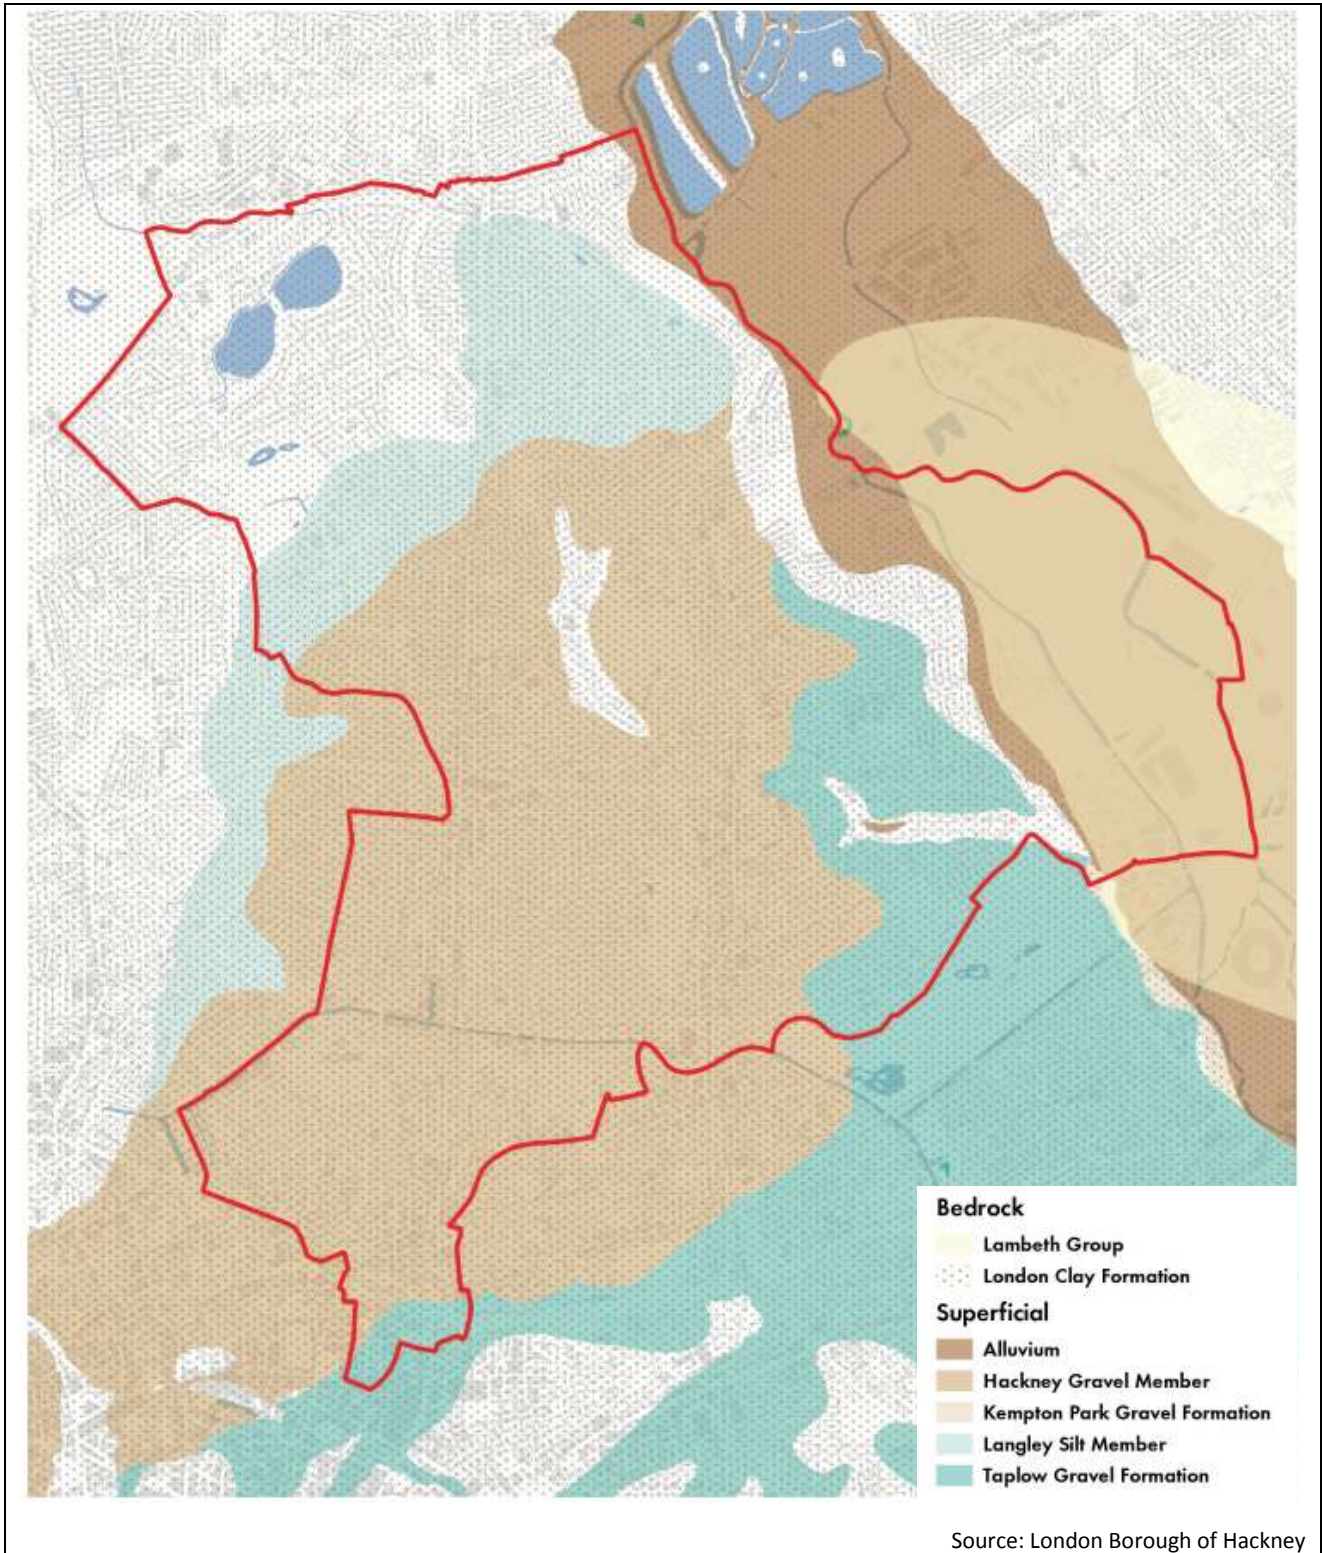 Bedrock
Lambeth Group
London Clay Formation
Superficial
Alluvium
Hackney Gravel Member
Kempton Park Gravel Formation
Langley Silt Member
Taplow Gravel Formation
Source: London Borough of Hackney